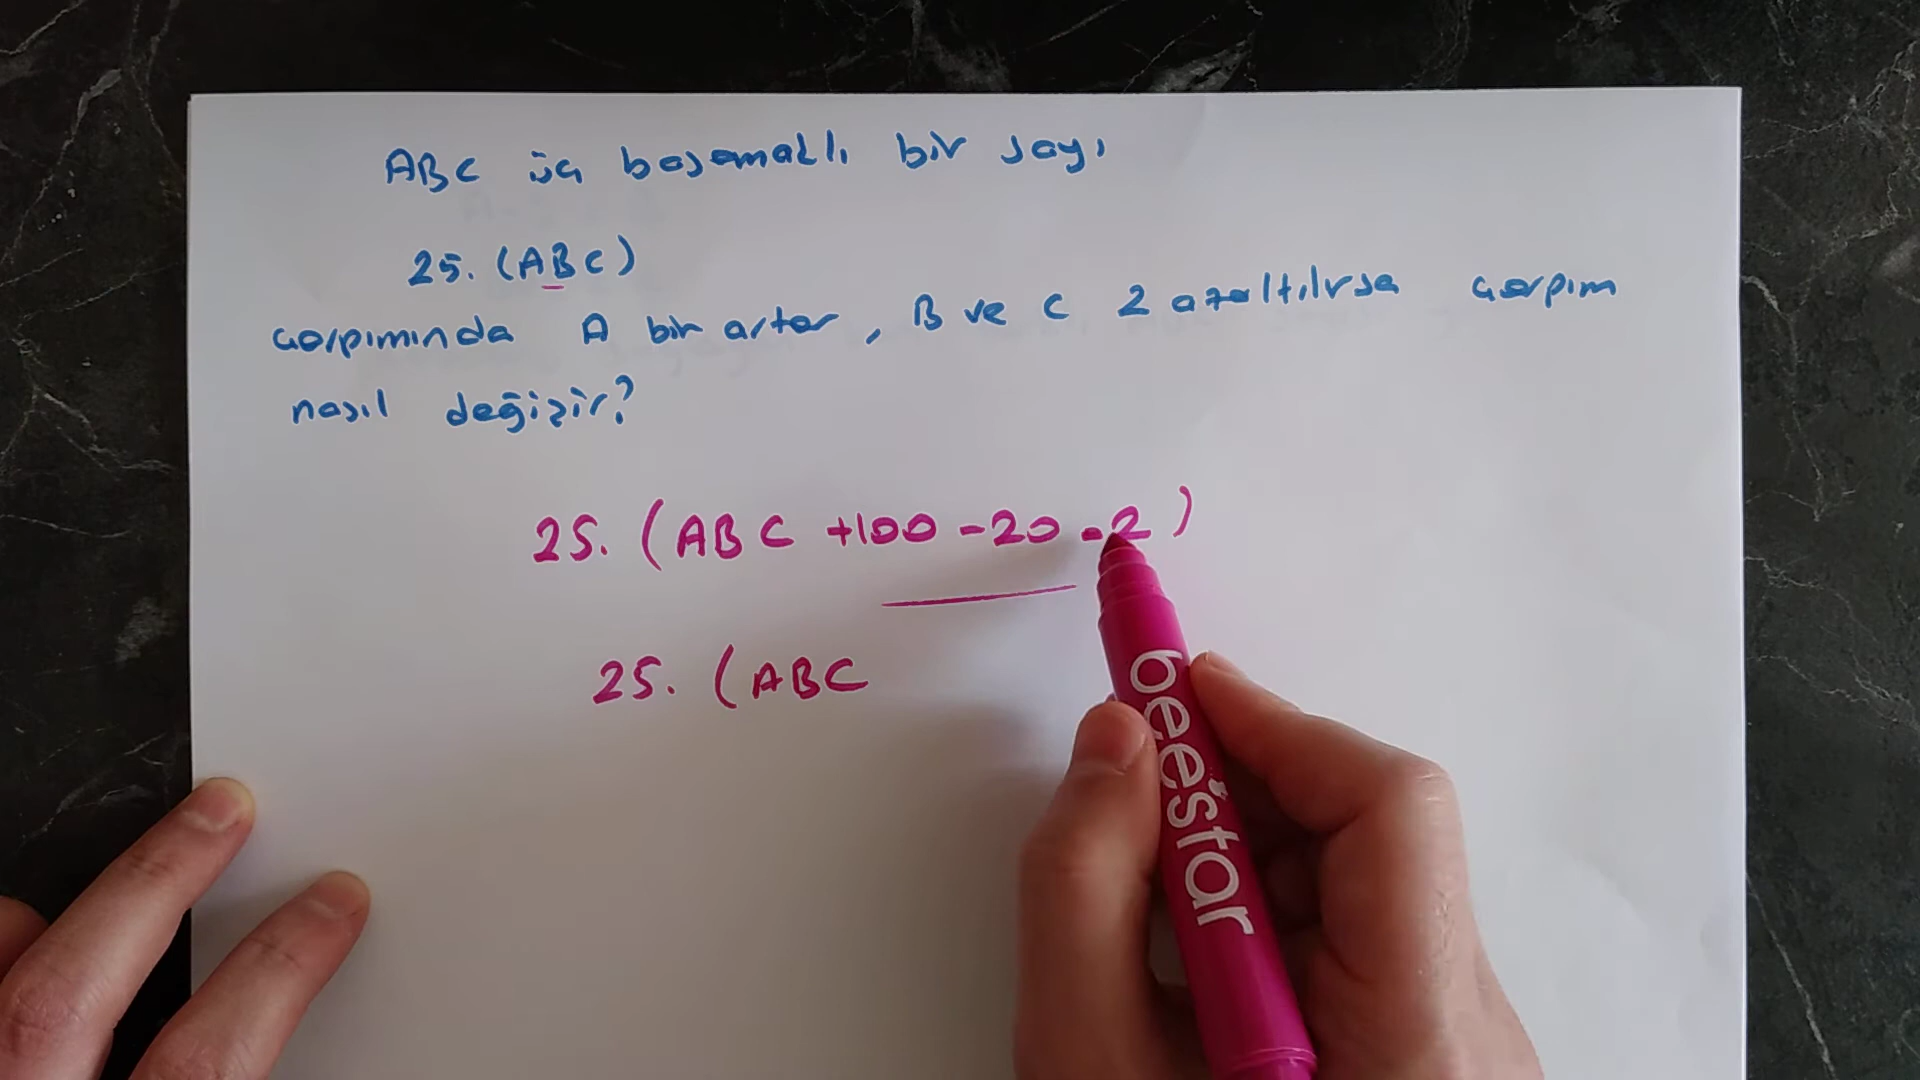 ABC üç basamaklı bir sayı
25. (ABC)
çarpımında A bir artar, B ve C 2 azaltılırsa çarpım
nasıl değişir?
25. (ABC +100 -20 -2)
25. (ABC
beestar